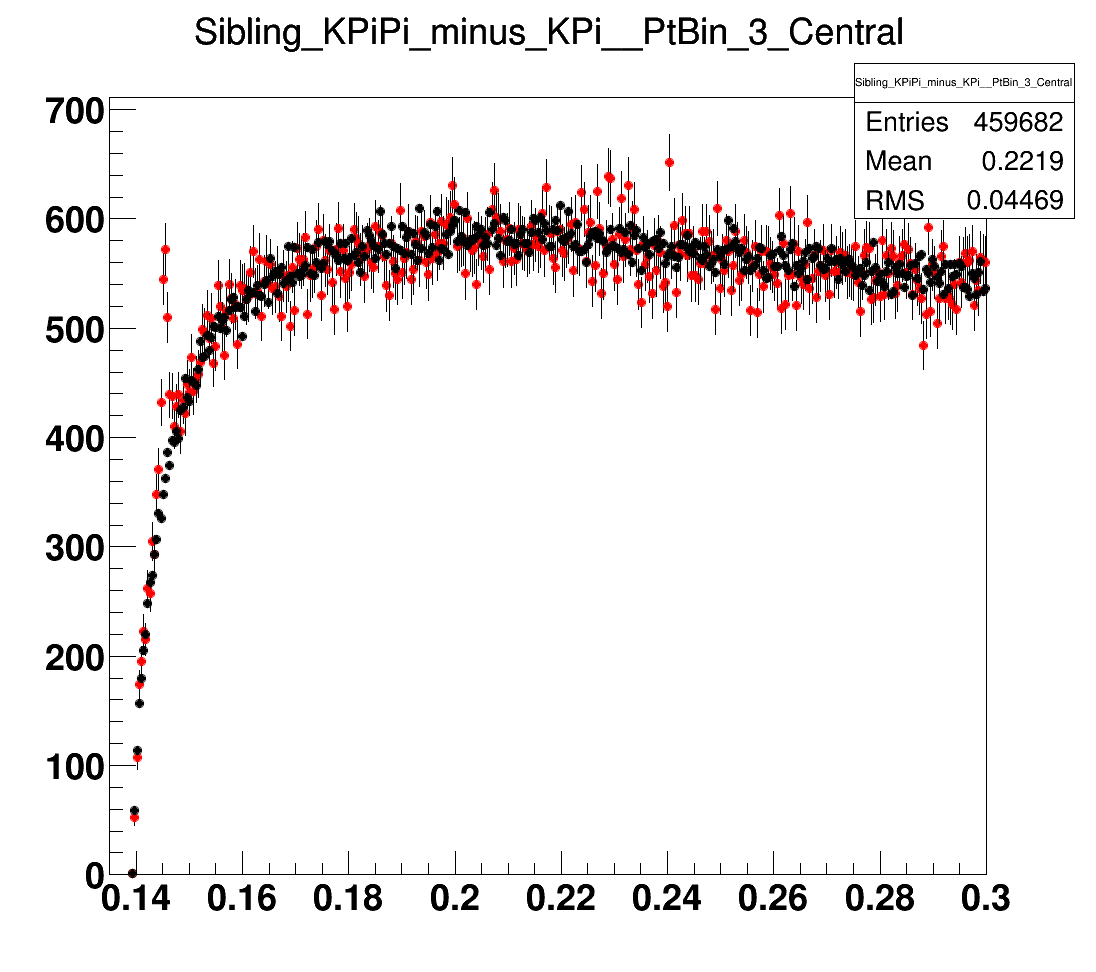 Sibling_KPiPi_minus_KPi__PtBin_3_Central
Sibling_KPiPi_minus_KPi__PtBin_3_Central
Entries 459682
Mean 0.2219
RMS 0.04469
700
600
500
400
300
200
100
0
0.14 0.16 0.18 0.2 0.22 0.24 0.26 0.28 0.3